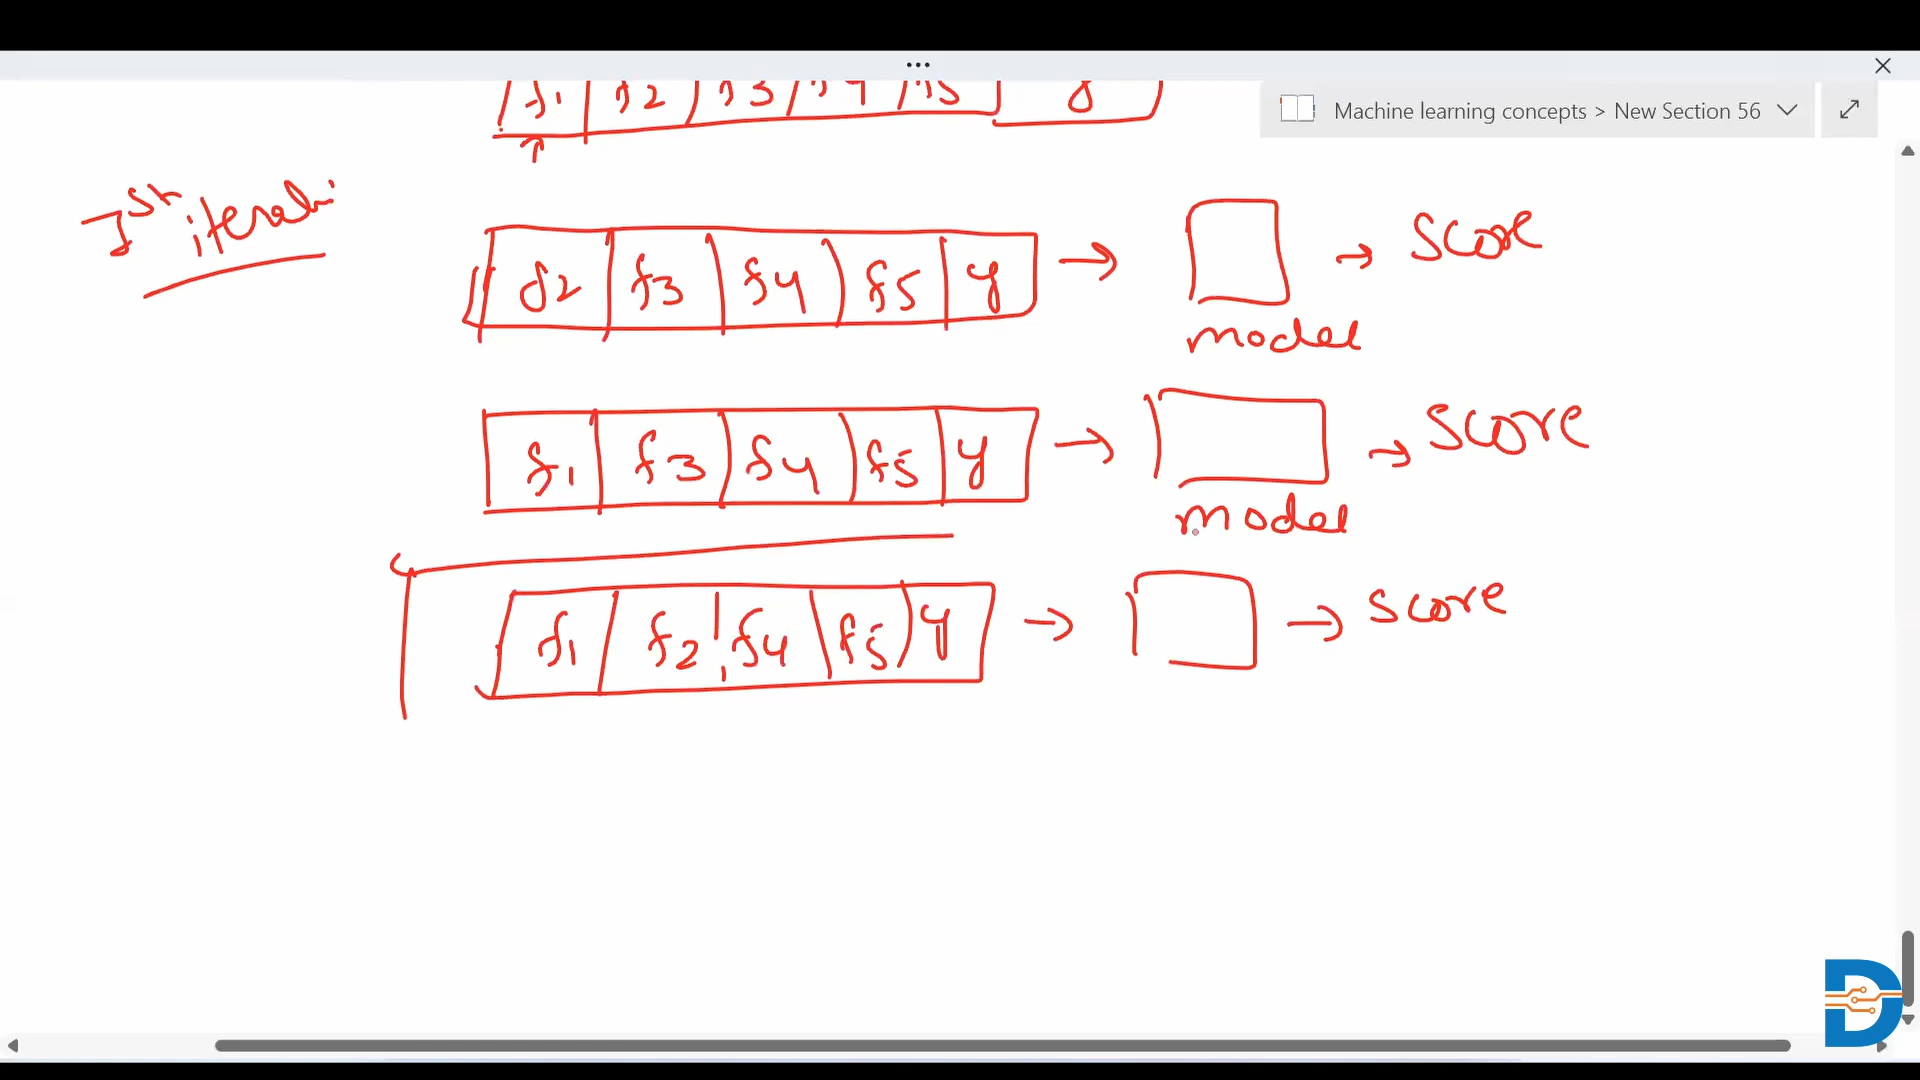 ...
f1 f2 f3 f4 f5 y
Machine learning concepts > New Section 56
1st
f2 f3 f4 f5 y → → Score
model
f1 f3 f4 f5 y → → Score
model
f1 f2 f4 f5 y → → Score
D